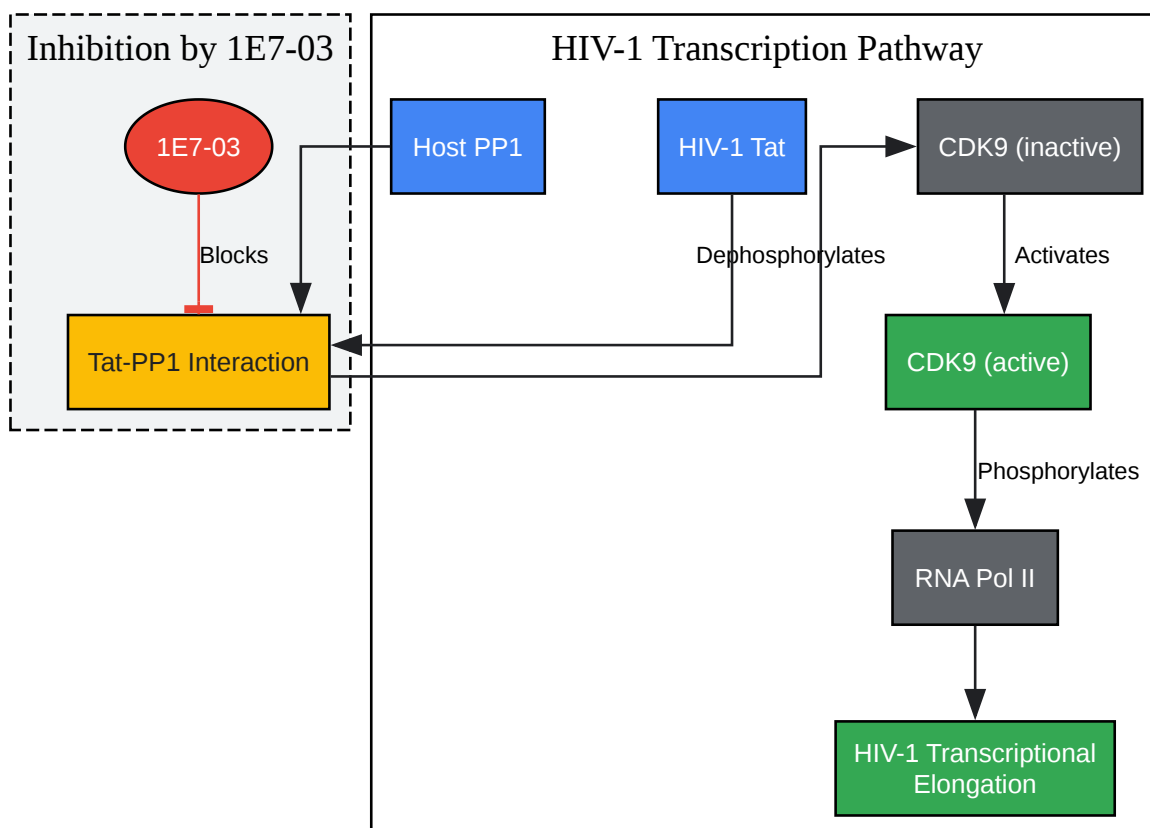 Inhibition by 1E7-03
HIV-1 Transcription Pathway
1E7-03
Host PP1
HIV-1 Tat
CDK9 (inactive)
Blocks
Dephosphorylates
Activates
Tat-PP1 Interaction
CDK9 (active)
Phosphorylates
RNA Pol II
HIV-1 Transcriptional
Elongation